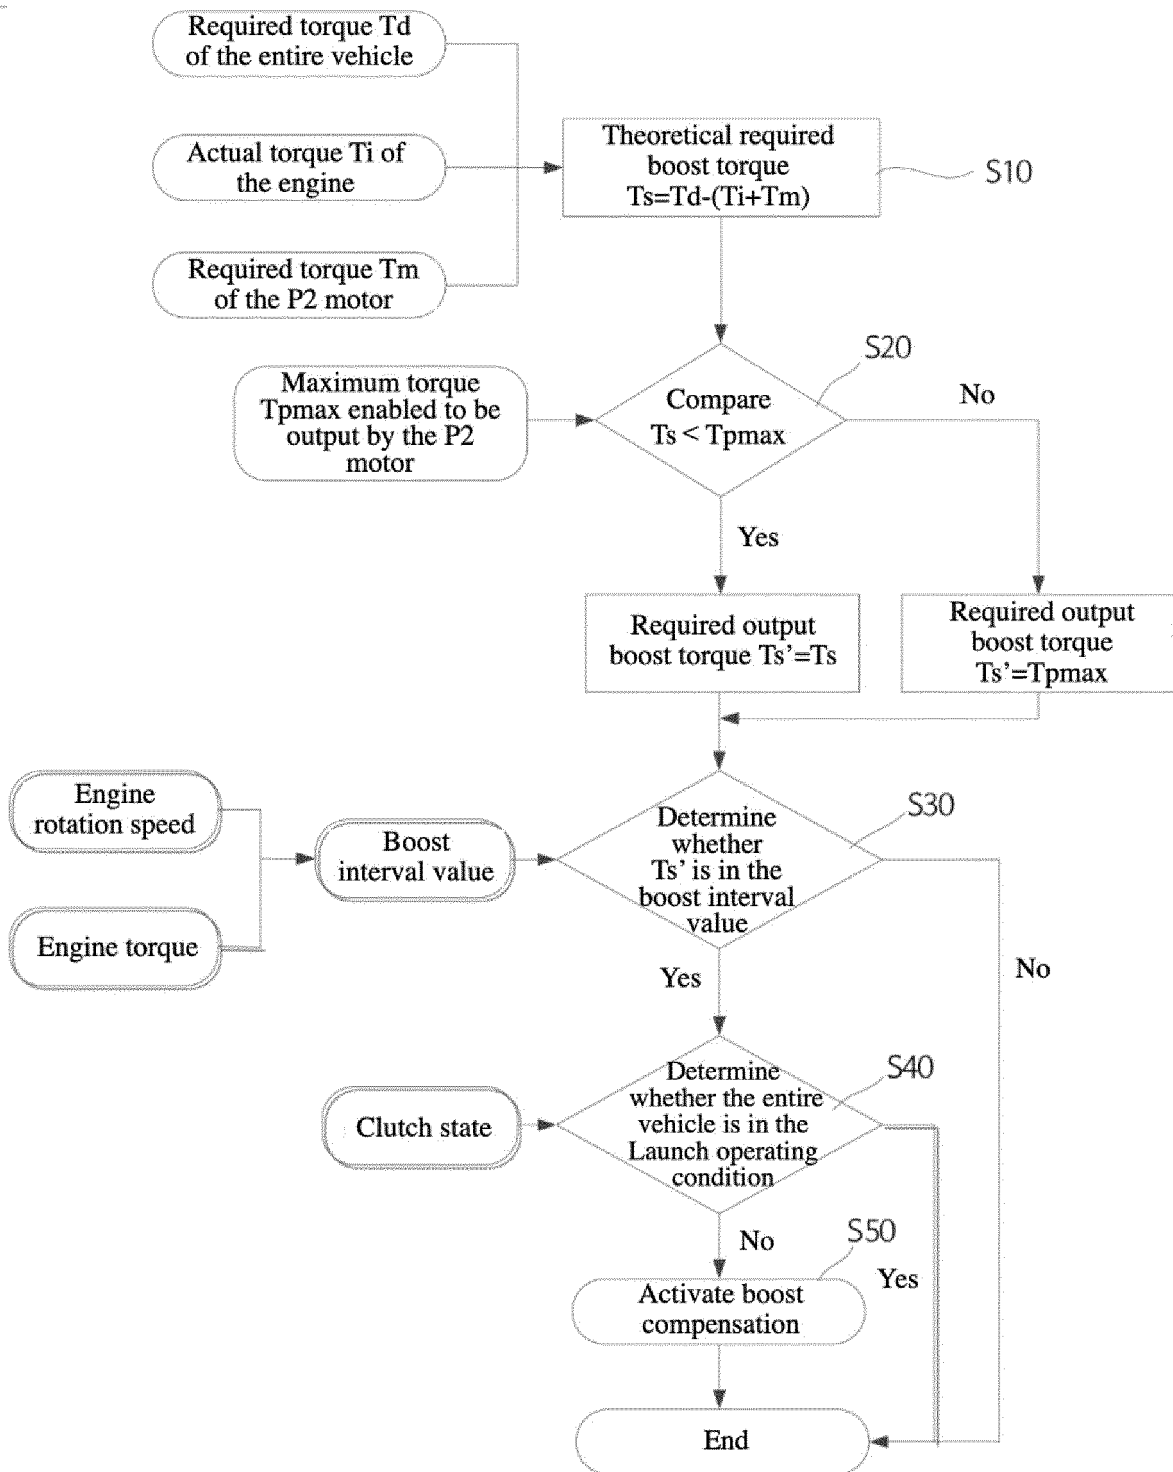 Required torque Td
of the entire vehicle
Actual torque Ti of
the engine
Required torque Tm
of the P2 motor
Theoretical required
boost torque
Ts=Td-(Ti+Tm)
S10
Maximum torque
Tpmax enabled to be
output by the P2
motor
Compare
Ts < Tpmax
S20
No
Yes
Required output
boost torque Ts’=Ts
Required output
boost torque
Ts’=Tpmax
Engine
rotation speed
Engine torque
Boost
interval value
Determine
whether
Ts’ is in the
boost interval
value
S30
No
Yes
Clutch state
Determine
whether the entire
vehicle is in the
Launch operating
condition
S40
No
Yes
S50
Activate boost
compensation
End